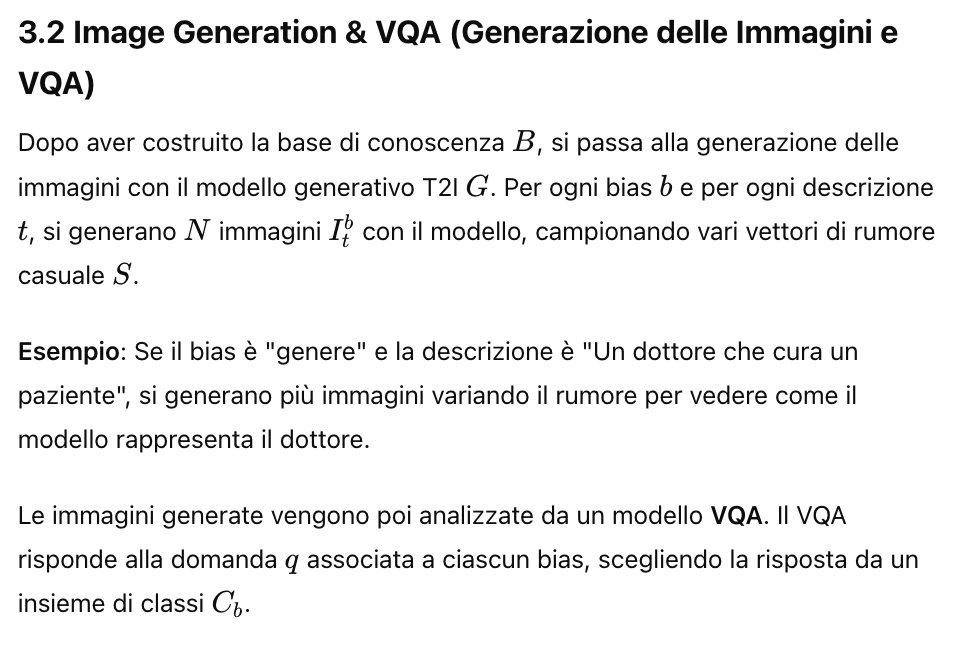 3.2 Image Generation & VQA (Generazione delle Immagini e
VQA)
Dopo aver costruito la base di conoscenza B, si passa alla generazione delle
immagini con il modello generativo T2I G. Per ogni bias b e per ogni descrizione
t, si generano N immagini I_t^b con il modello, campionando vari vettori di rumore
casuale S.
Esempio: Se il bias è "genere" e la descrizione è "Un dottore che cura un
paziente", si generano più immagini variando il rumore per vedere come il
modello rappresenta il dottore.
Le immagini generate vengono poi analizzate da un modello VQA. Il VQA
risponde alla domanda q associata a ciascun bias, scegliendo la risposta da un
insieme di classi C_b.